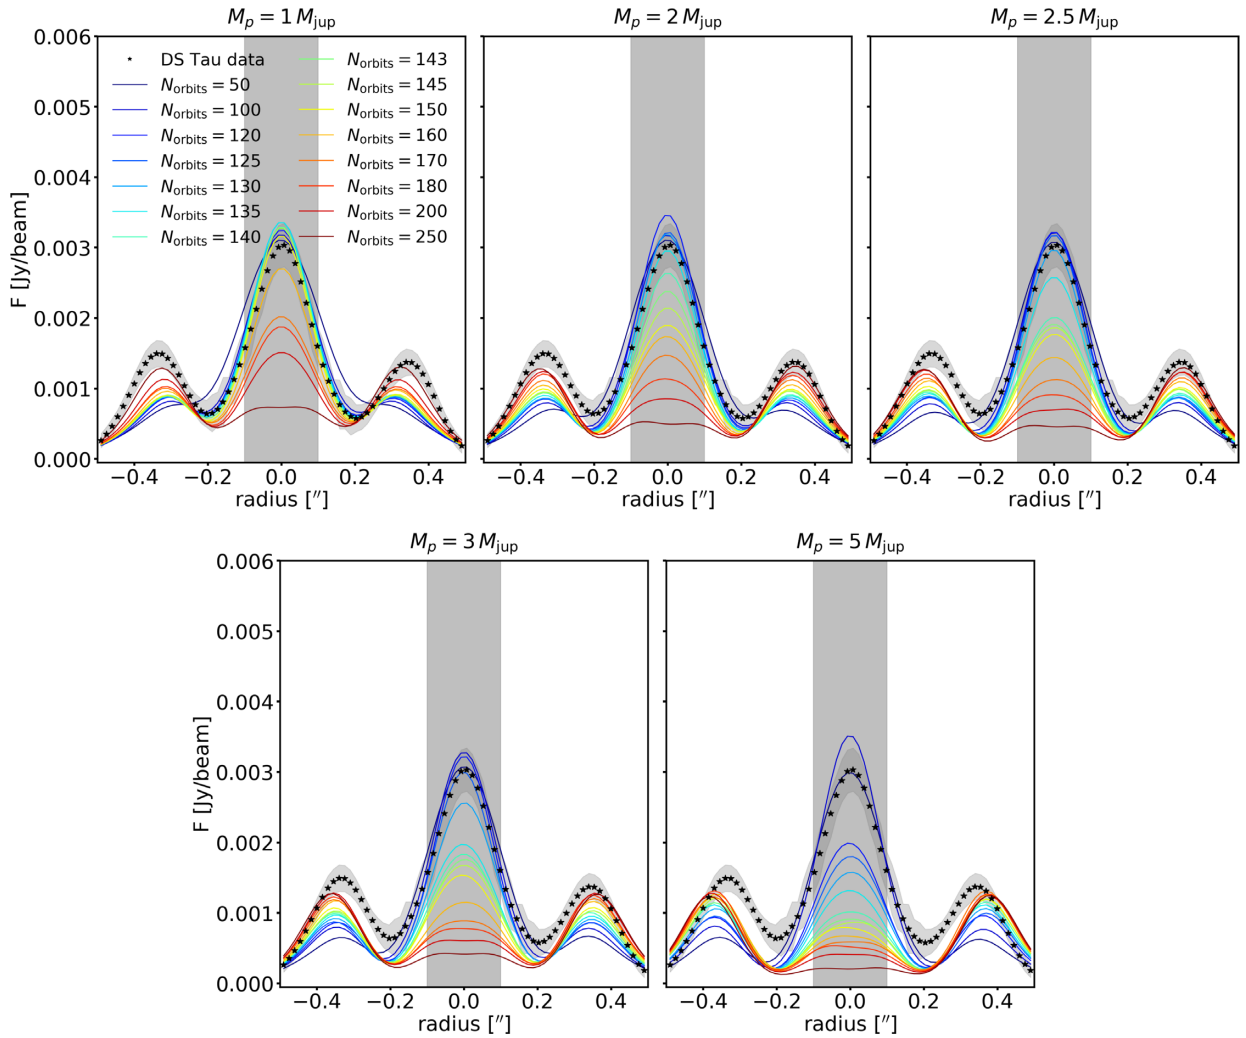 M_p = 1 M_jup
M_p = 2 M_jup
M_p = 2.5 M_jup
0.006
0.005
0.004
0.003
0.002
0.001
0.000
F [Jy/beam]
DS Tau data
N_orbits = 50
N_orbits = 100
N_orbits = 120
N_orbits = 125
N_orbits = 130
N_orbits = 135
N_orbits = 140
N_orbits = 143
N_orbits = 145
N_orbits = 150
N_orbits = 160
N_orbits = 170
N_orbits = 180
N_orbits = 200
N_orbits = 250
−0.4 −0.2 0.0 0.2 0.4
−0.4 −0.2 0.0 0.2 0.4
−0.4 −0.2 0.0 0.2 0.4
radius [″]
radius [″]
radius [″]
M_p = 3 M_jup
M_p = 5 M_jup
0.006
0.005
0.004
0.003
0.002
0.001
0.000
F [Jy/beam]
−0.4 −0.2 0.0 0.2 0.4
−0.4 −0.2 0.0 0.2 0.4
radius [″]
radius [″]